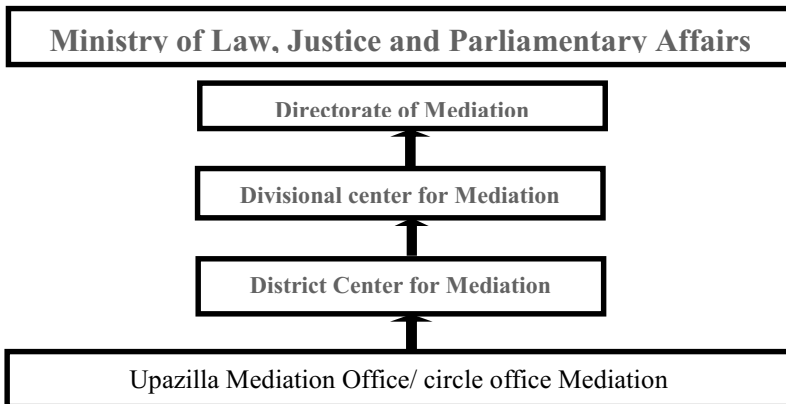 Ministry of Law, Justice and Parliamentary Affairs
Directorate of Mediation
Divisional center for Mediation
District Center for Mediation
Upazilla Mediation Office/ circle office Mediation